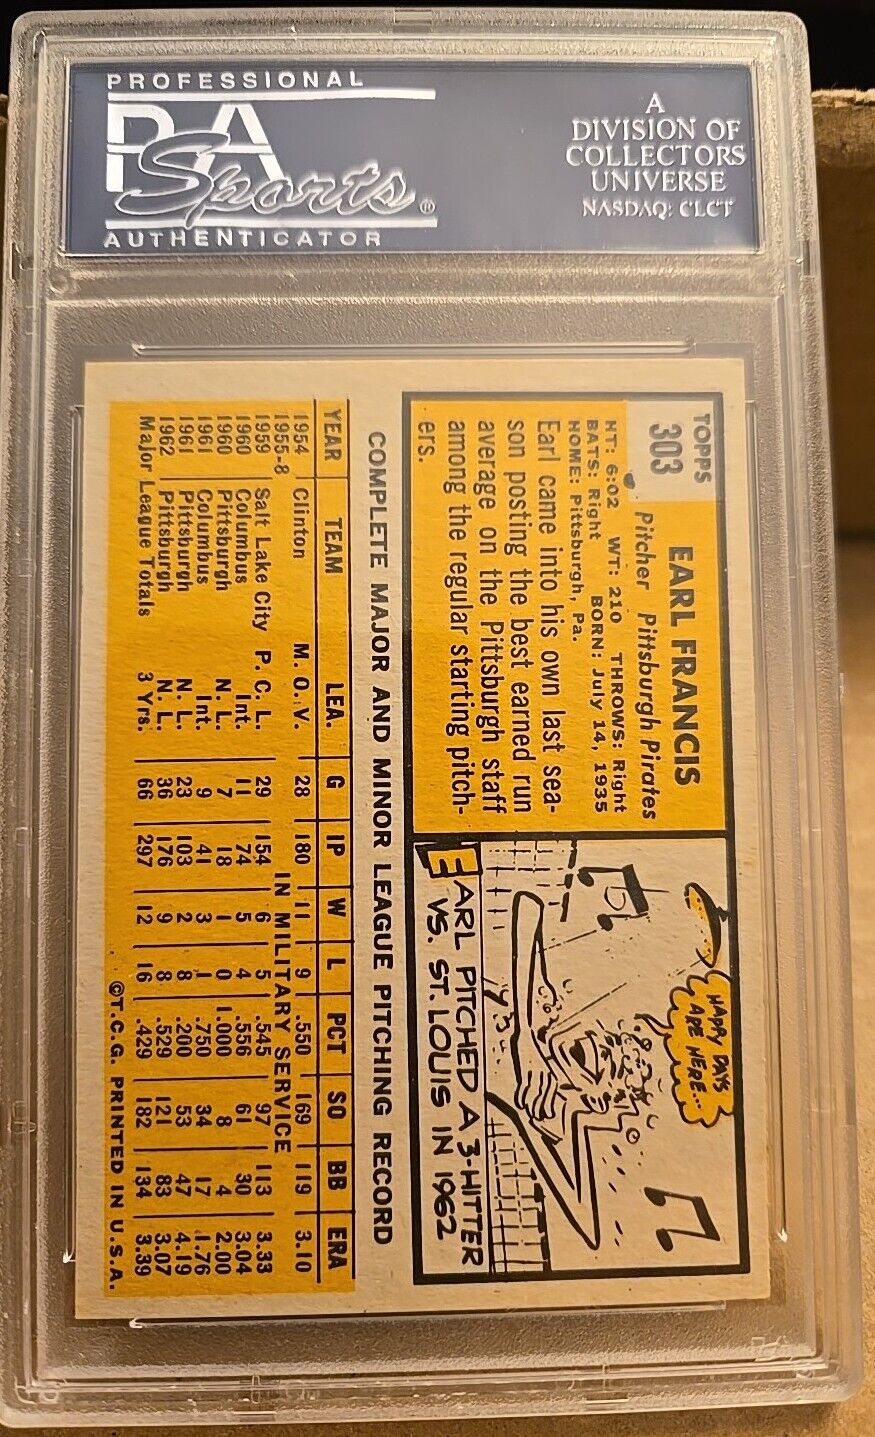 PROFESSIONAL
PSA
Sports®
AUTHENTICATOR
A
DIVISION OF
COLLECTORS
UNIVERSE
NASDAQ: CLCT
TOPPS
303
EARL FRANCIS
Pitcher Pittsburgh Pirates
HT: 6:02 WT: 210 THROWS: Right
BATS: Right BORN: July 14, 1935
HOME: Pittsburgh, Pa.
Earl came into his own last sea-
son posting the best earned run
average on the Pittsburgh staff
among the regular starting pitch-
ers.
HAPPY DAYS
ARE HERE...
EARL PITCHED A 3-HITTER
VS. ST. LOUIS IN 1962
COMPLETE MAJOR AND MINOR LEAGUE PITCHING RECORD
YEAR TEAM LEA. G IP W L PCT SO BB ERA
1954 Clinton M. O. V. 28 180 11 9 .550 169 119 3.10
1955-8 IN MILITARY SERVICE
1959 Salt Lake City P. C. L. 29 154 6 5 .545 97 113 3.33
1960 Columbus Int. 11 74 5 4 .556 61 30 3.04
1960 Pittsburgh N. L. 7 18 1 0 1.000 8 4 2.00
1961 Columbus Int. 9 41 3 1 .750 34 17 1.76
1961 Pittsburgh N. L. 23 103 2 8 .200 53 47 4.19
1962 Pittsburgh N. L. 36 176 9 8 .529 121 83 3.07
Major League Totals 3 Yrs. 66 297 12 16 .429 182 134 3.39
©T.C.G. PRINTED IN U.S.A.